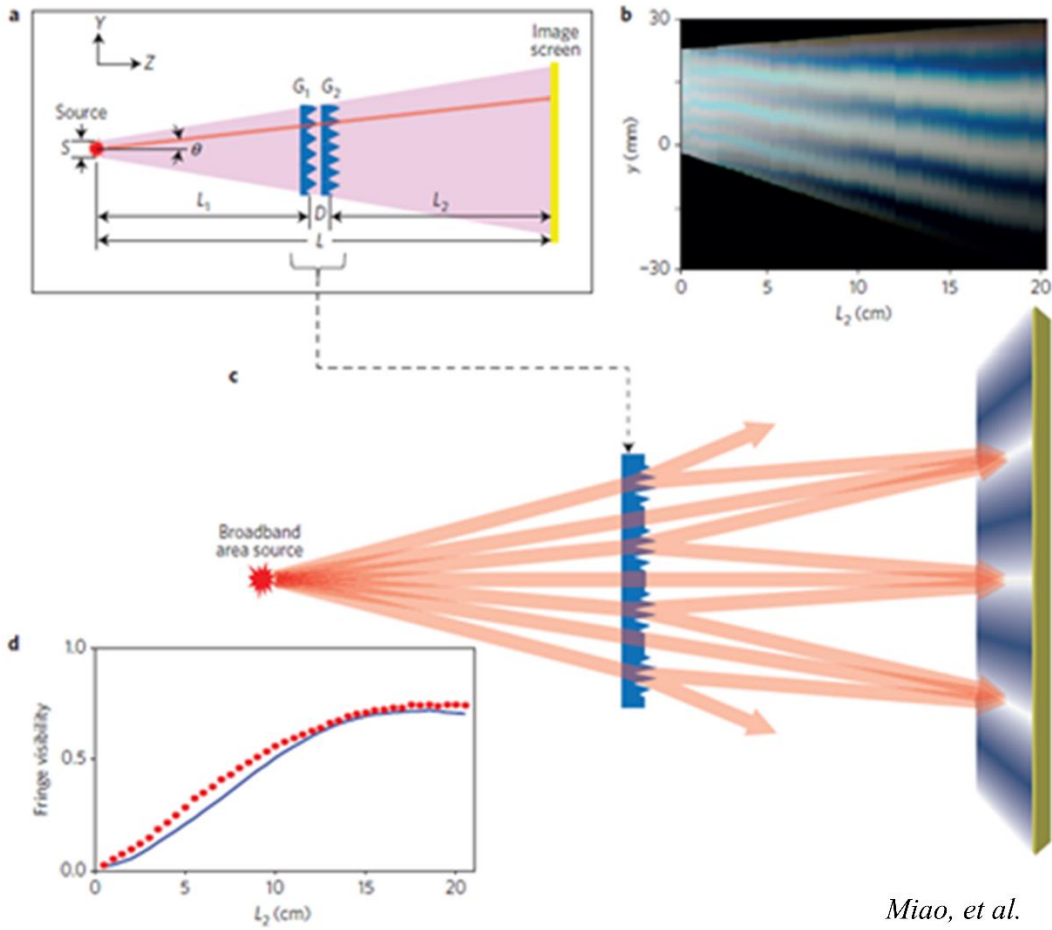 a
Y
Z
Source
S
θ
G1 G2
Image
screen
L1
D
L2
L
b
30
0
−30
y (mm)
0 5 10 15 20
L2 (cm)
c
Broadband
area source
d
1.0
0.5
0.0
Fringe visibility
0 5 10 15 20
L2 (cm)
Miao, et al.